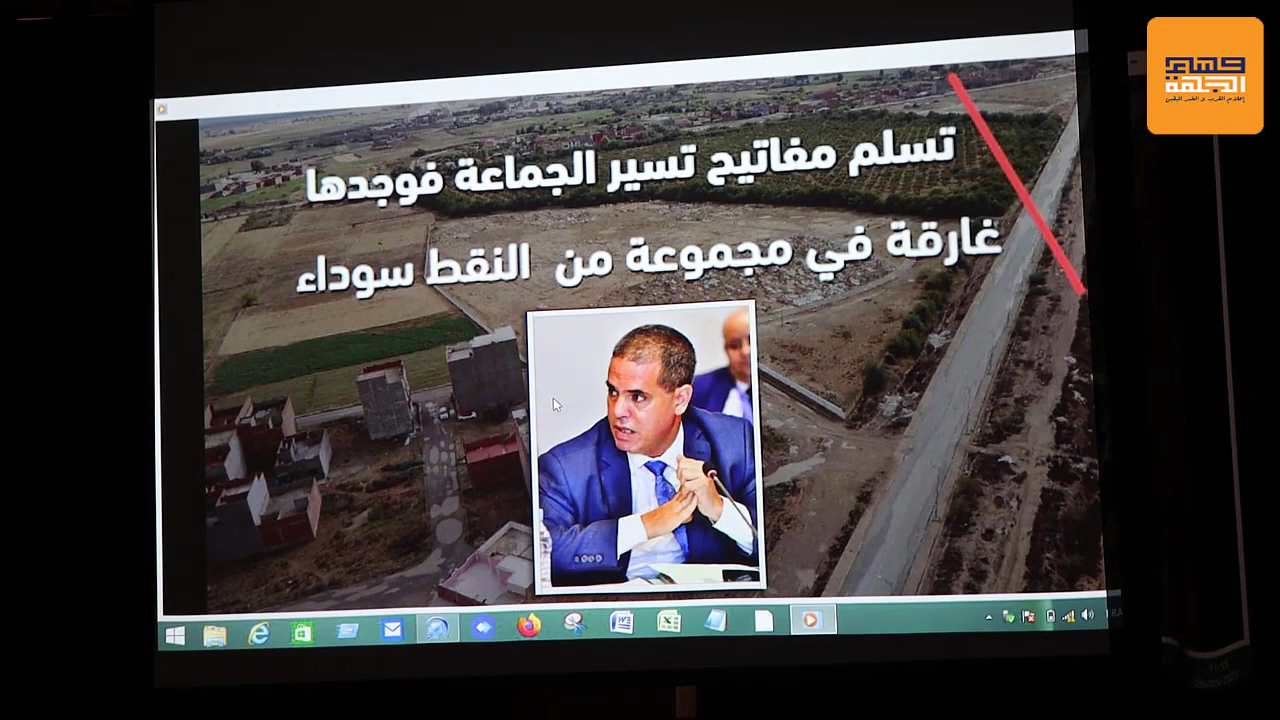 تسلم مفاتيح تسير الجماعة فوجدها
غارقة في مجموعة من النقط سوداء
الجهة